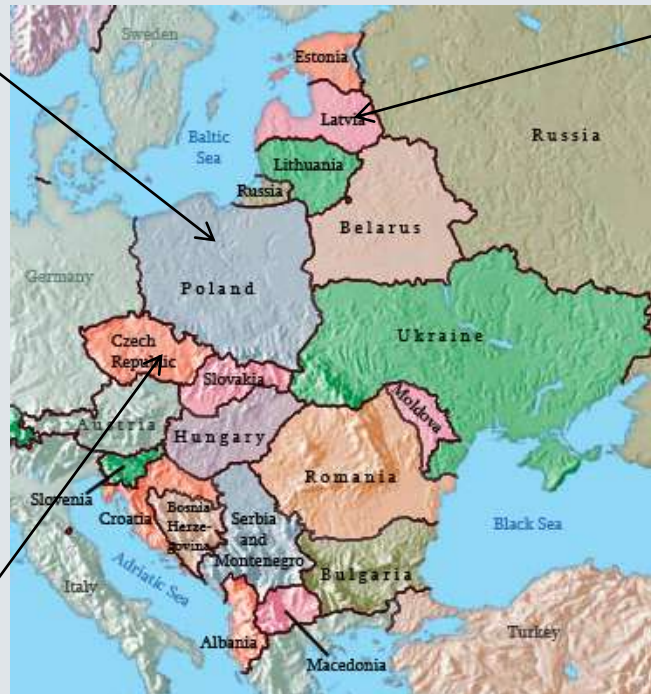 Sweden
Estonia
Latvia
Baltic
Sea
Russia
Lithuania
Russia
Belarus
Germany
Poland
Ukraine
Czech
Republic
Slovakia
Moldova
Austria
Hungary
Romania
Slovenia
Croatia
Bosnia
Herze-
govina
Serbia
and
Montenegro
Black Sea
Adriatic Sea
Italy
Bulgaria
Albania
Macedonia
Turkey